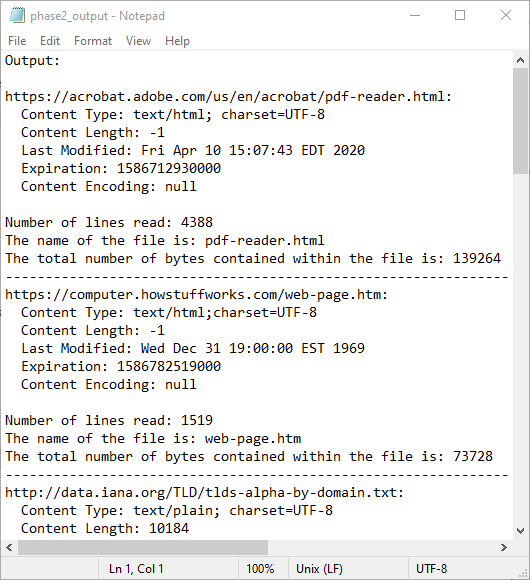 phase2_output - Notepad
File Edit Format View Help
Output:
https://acrobat.adobe.com/us/en/acrobat/pdf-reader.html:
Content Type: text/html; charset=UTF-8
Content Length: -1
Last Modified: Fri Apr 10 15:07:43 EDT 2020
Expiration: 1586712930000
Content Encoding: null
Number of lines read: 4388
The name of the file is: pdf-reader.html
The total number of bytes contained within the file is: 139264
--------------------------------------------------------------
https://computer.howstuffworks.com/web-page.htm:
Content Type: text/html;charset=UTF-8
Content Length: -1
Last Modified: Wed Dec 31 19:00:00 EST 1969
Expiration: 1586782519000
Content Encoding: null
Number of lines read: 1519
The name of the file is: web-page.htm
The total number of bytes contained within the file is: 73728
--------------------------------------------------------------
http://data.iana.org/TLD/tlds-alpha-by-domain.txt:
Content Type: text/plain; charset=UTF-8
Content Length: 10184
Ln 1, Col 1 100% Unix (LF) UTF-8